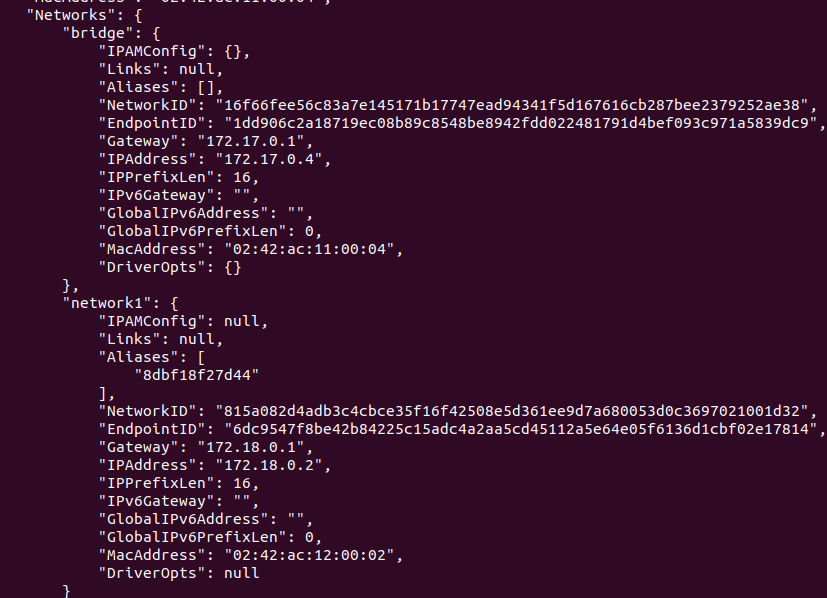 "Networks": {
"bridge": {
"IPAMConfig": {},
"Links": null,
"Aliases": [],
"NetworkID": "16f66fee56c83a7e145171b17747ead94341f5d167616cb287bee2379252ae38",
"EndpointID": "1dd906c2a18719ec08b89c8548be8942fdd022481791d4bef093c971a5839dc9",
"Gateway": "172.17.0.1",
"IPAddress": "172.17.0.4",
"IPPrefixLen": 16,
"IPv6Gateway": "",
"GlobalIPv6Address": "",
"GlobalIPv6PrefixLen": 0,
"MacAddress": "02:42:ac:11:00:04",
"DriverOpts": {}
},
"network1": {
"IPAMConfig": null,
"Links": null,
"Aliases": [
"8dbf18f27d44"
],
"NetworkID": "815a082d4adb3c4cbce35f16f42508e5d361ee9d7a680053d0c3697021001d32",
"EndpointID": "6dc9547f8be42b84225c15adc4a2aa5cd45112a5e64e05f6136d1cbf02e17814",
"Gateway": "172.18.0.1",
"IPAddress": "172.18.0.2",
"IPPrefixLen": 16,
"IPv6Gateway": "",
"GlobalIPv6Address": "",
"GlobalIPv6PrefixLen": 0,
"MacAddress": "02:42:ac:12:00:02",
"DriverOpts": null
}